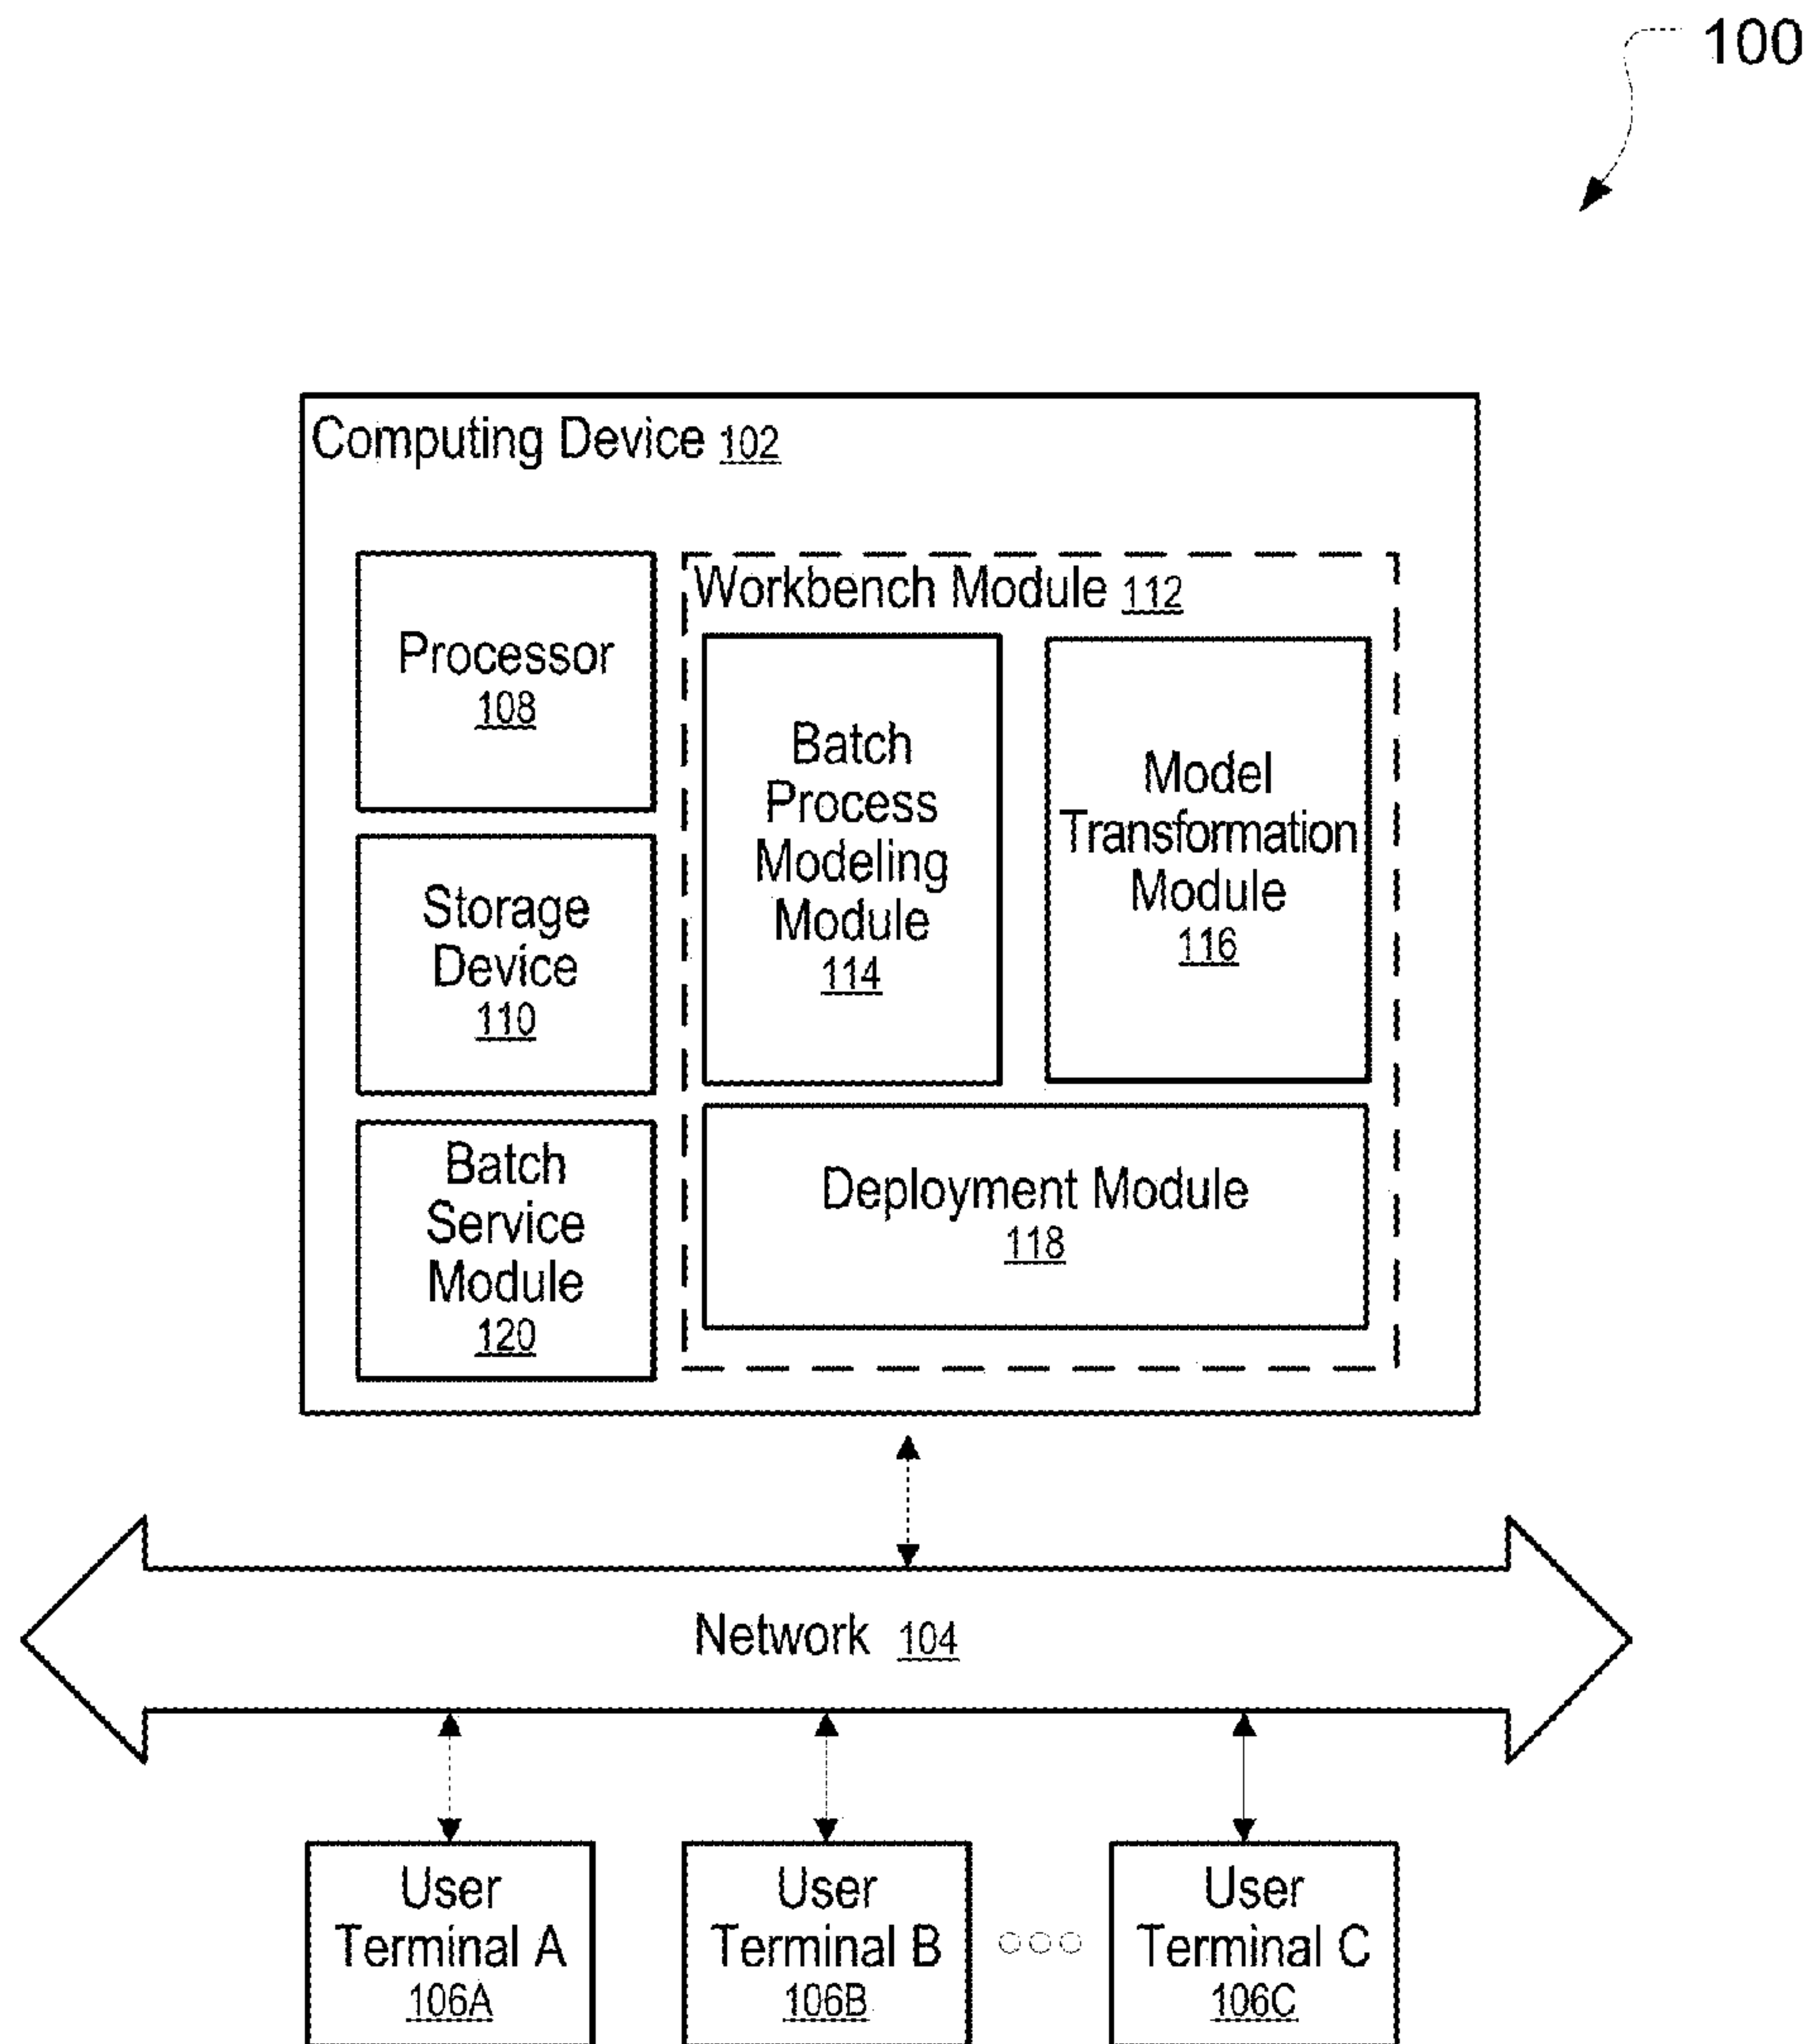 100
Computing Device 102
Processor
108
Storage
Device
110
Batch
Service
Module
120
Workbench Module 112
Batch
Process
Modeling
Module
114
Model
Transformation
Module
116
Deployment Module
118
Network 104
User
Terminal A
106A
User
Terminal B
106B
User
Terminal C
106C